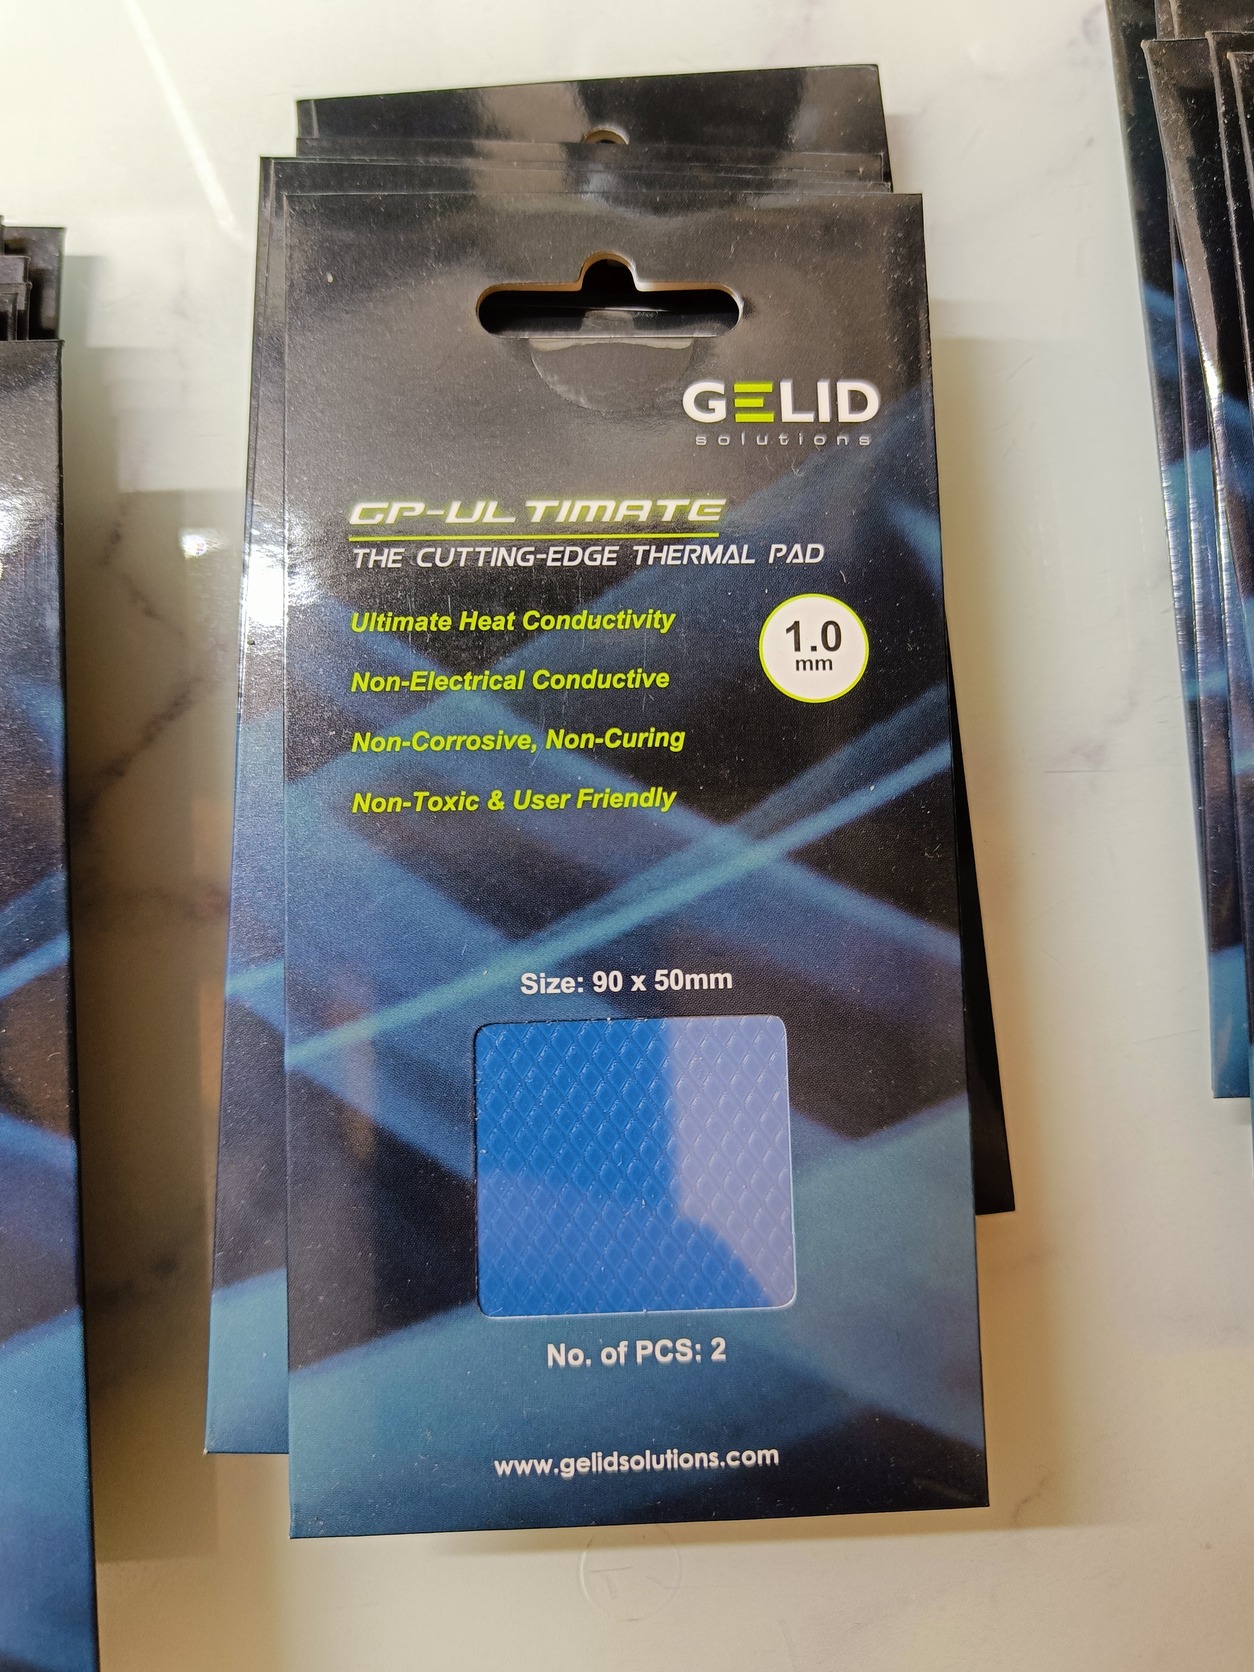 GELID
solutions
GP-ULTIMATE
THE CUTTING-EDGE THERMAL PAD
Ultimate Heat Conductivity
1.0
mm
Non-Electrical Conductive
Non-Corrosive, Non-Curing
Non-Toxic & User Friendly
Size: 90 x 50mm
No. of PCS: 2
www.gelidsolutions.com